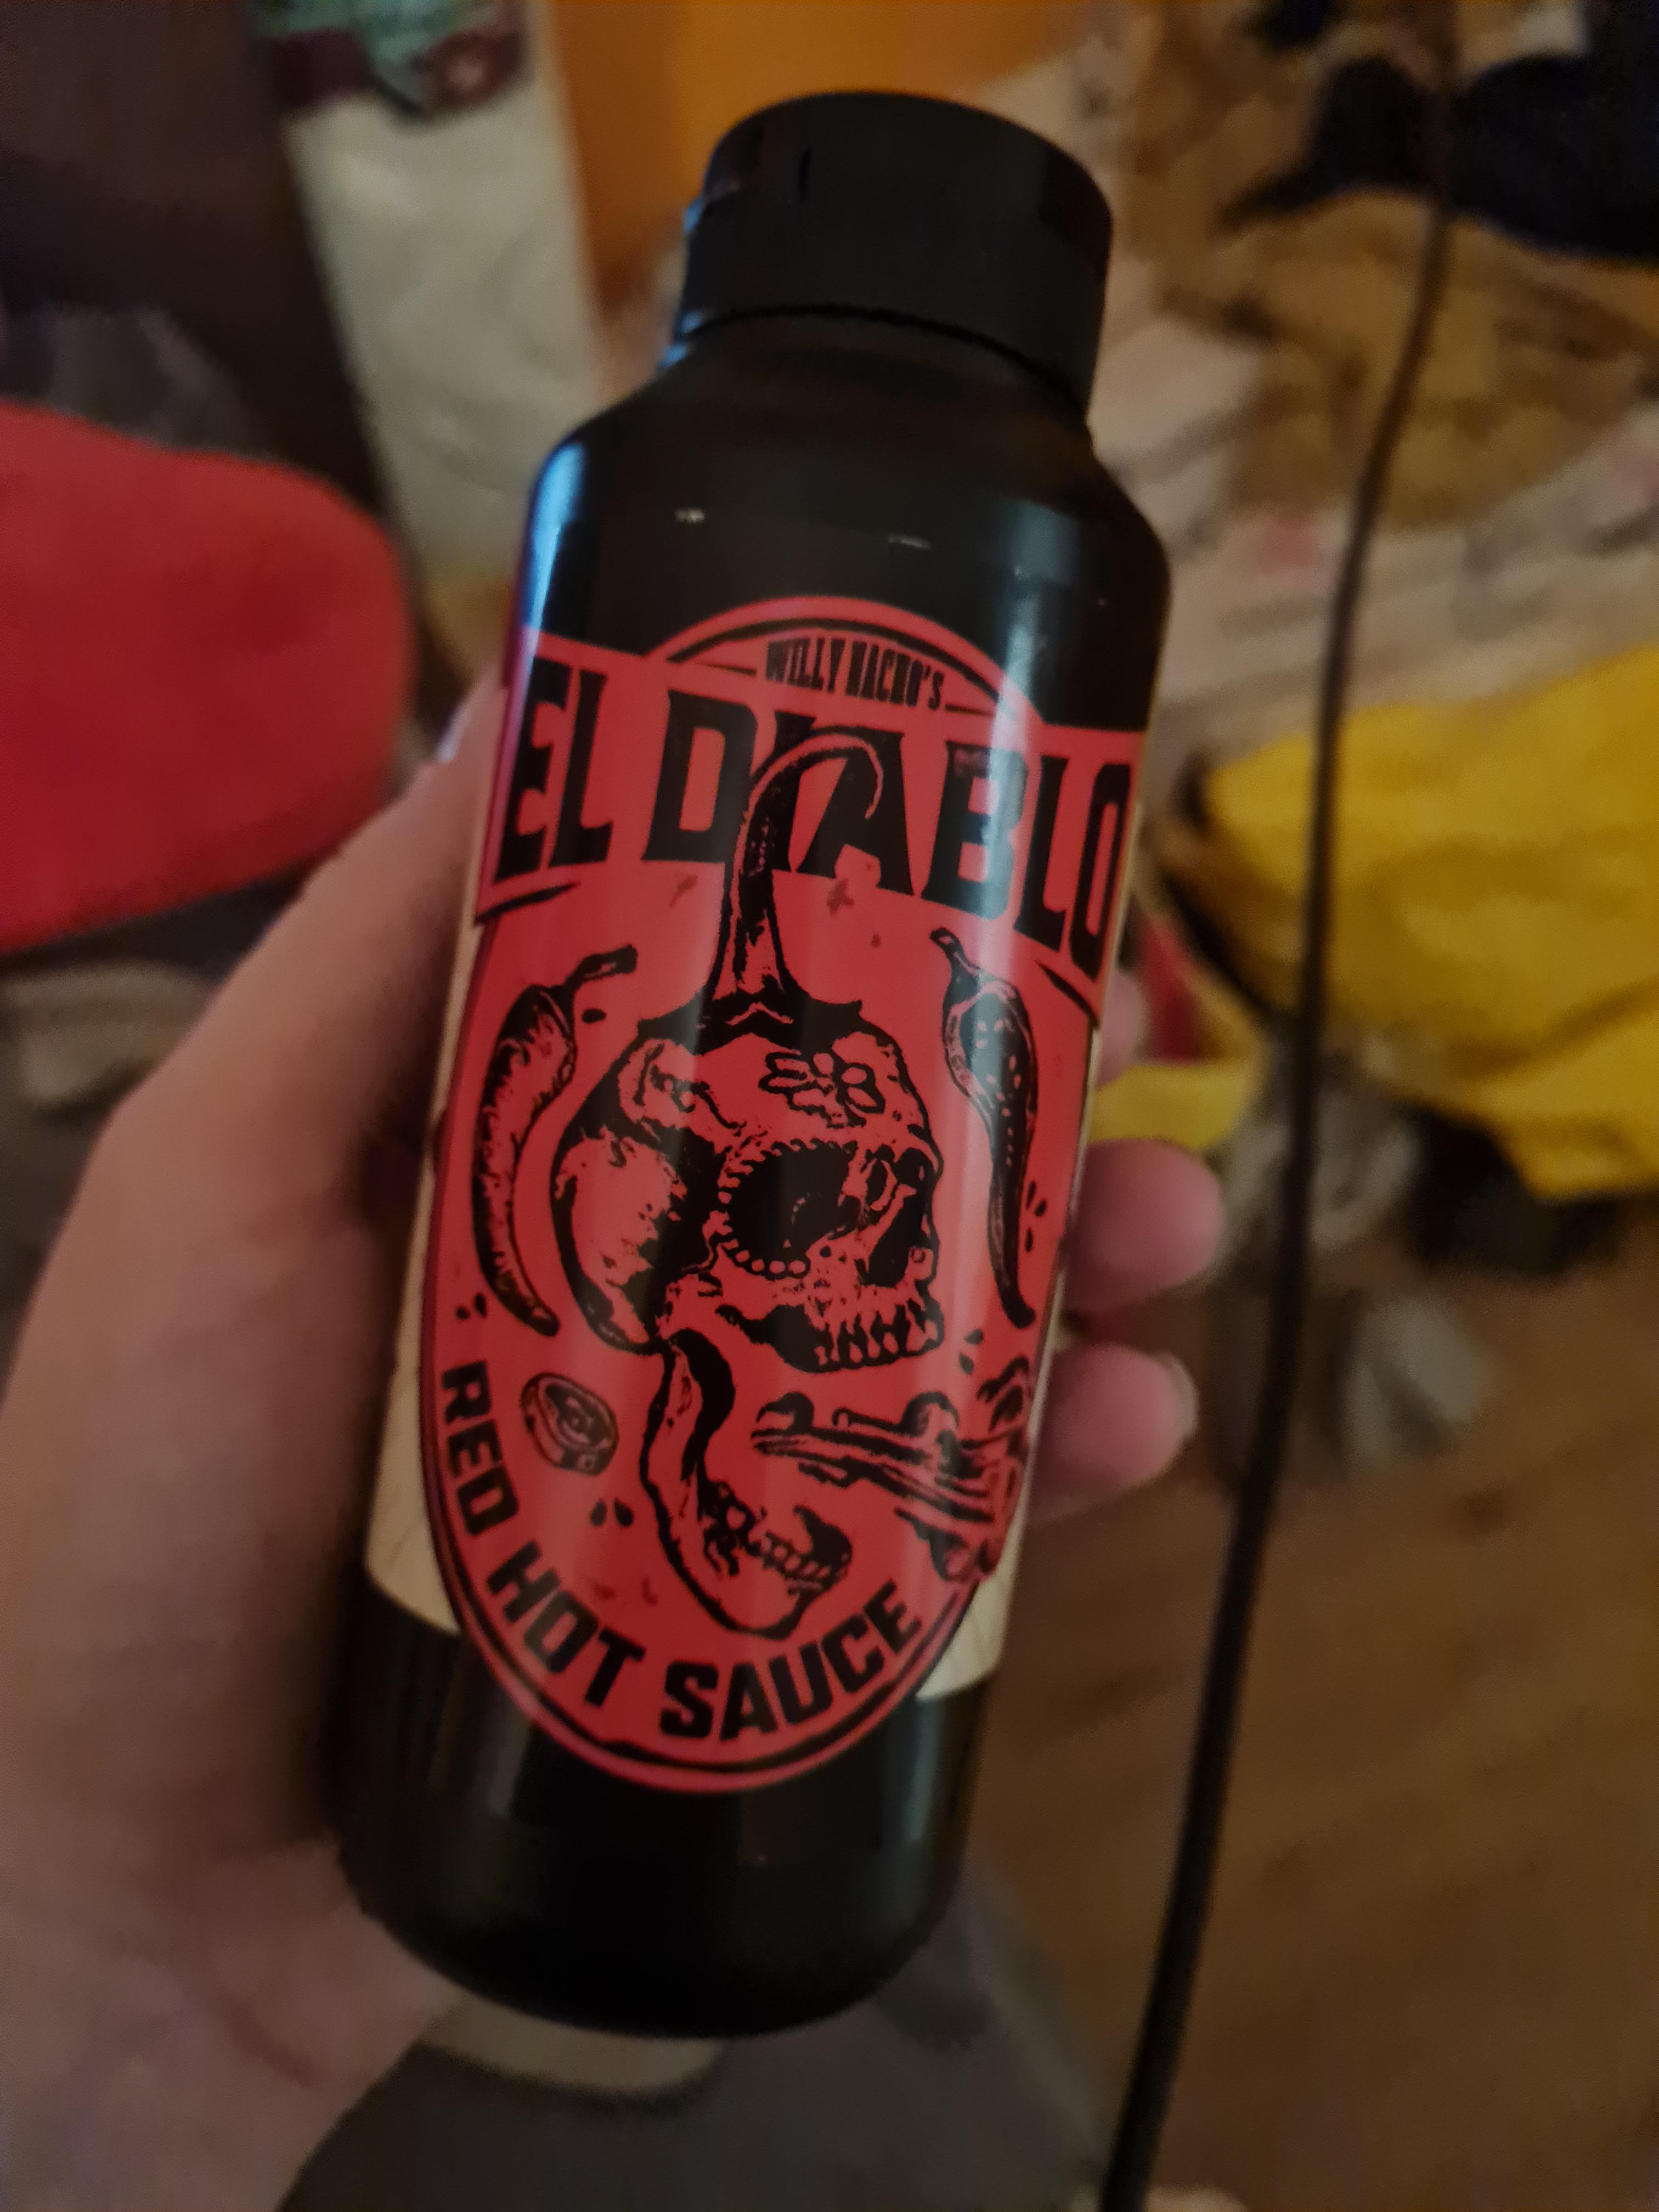 WILLY NACHO'S
EL DIABLO
RED HOT SAUCE